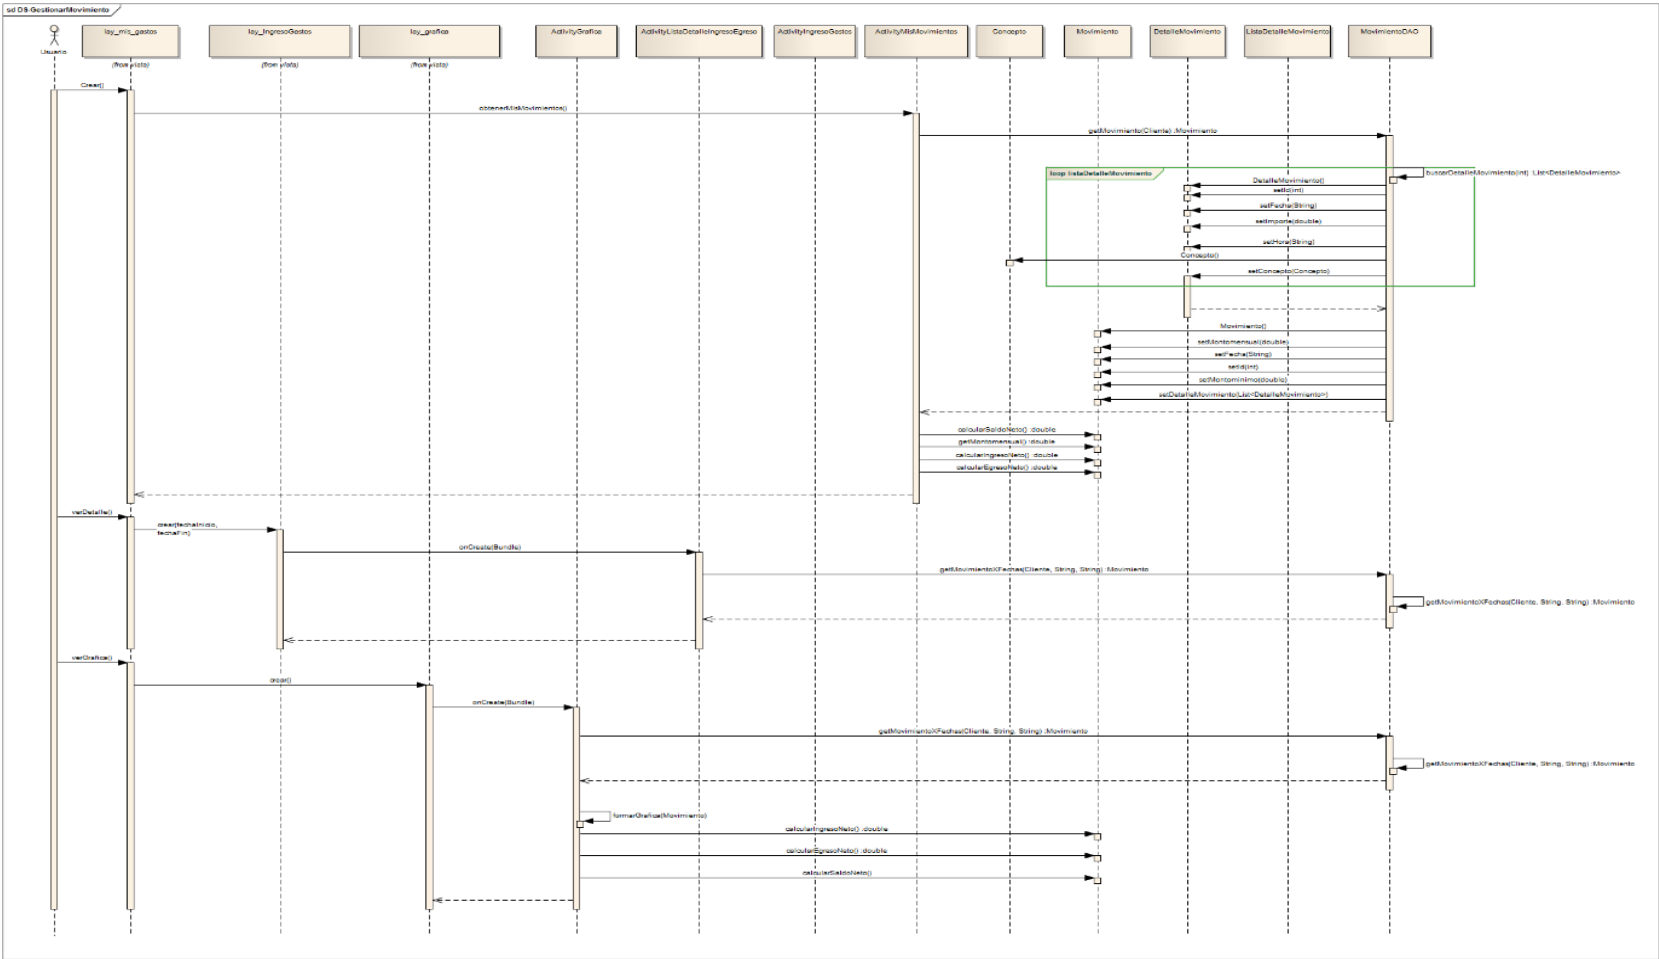 sd DS-GestionarMovimiento
Usuario
lay_mis_gastos
(from vista)
lay_IngresoGastos
(from vista)
lay_grafica
(from vista)
ActivityGrafica
ActivityListaDetalleIngresoEgreso
ActivityIngresoGastos
ActivityMisMovimientos
Concepto
Movimiento
DetalleMovimiento
ListaDetalleMovimiento
MovimientoDAO
Crear()
obtenerMisMovimientos()
getMovimiento(Cliente) :Movimiento
loop listaDetalleMovimiento
buscarDetalleMovimiento(int) :List<DetalleMovimiento>
DetalleMovimiento()
setId(int)
setFecha(String)
setImporte(double)
setHora(String)
Concepto()
setConcepto(Concepto)
Movimiento()
setMontomensual(double)
setFecha(String)
setId(int)
setMontominimo(double)
setDetalleMovimiento(List<DetalleMovimiento>)
calcularSaldoNeto() :double
getMontomensual() :double
calcularIngresoNeto() :double
calcularEgresoNeto() :double
verDetalle()
crear(fechaInicio,
fechaFin)
onCreate(Bundle)
getMovimientoXFechas(Cliente, String, String) :Movimiento
getMovimientoXFechas(Cliente, String, String) :Movimiento
verGrafica()
crear()
onCreate(Bundle)
getMovimientoXFechas(Cliente, String, String) :Movimiento
getMovimientoXFechas(Cliente, String, String) :Movimiento
formarGrafica(Movimiento)
calcularIngresoNeto() :double
calcularEgresoNeto() :double
calcularSaldoNeto()